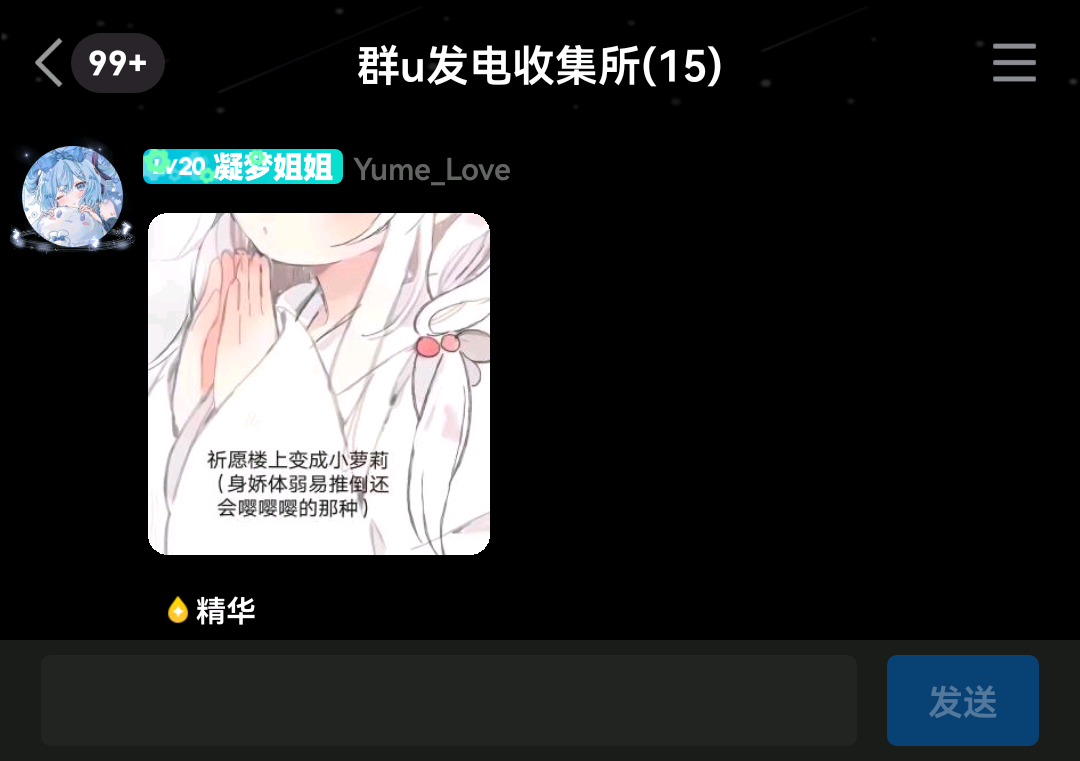 99+
群u发电收集所(15)
LV20 凝梦姐姐 Yume_Love
祈愿楼上变成小萝莉
（身娇体弱易推倒还
会嘤嘤嘤的那种）
精华
发送